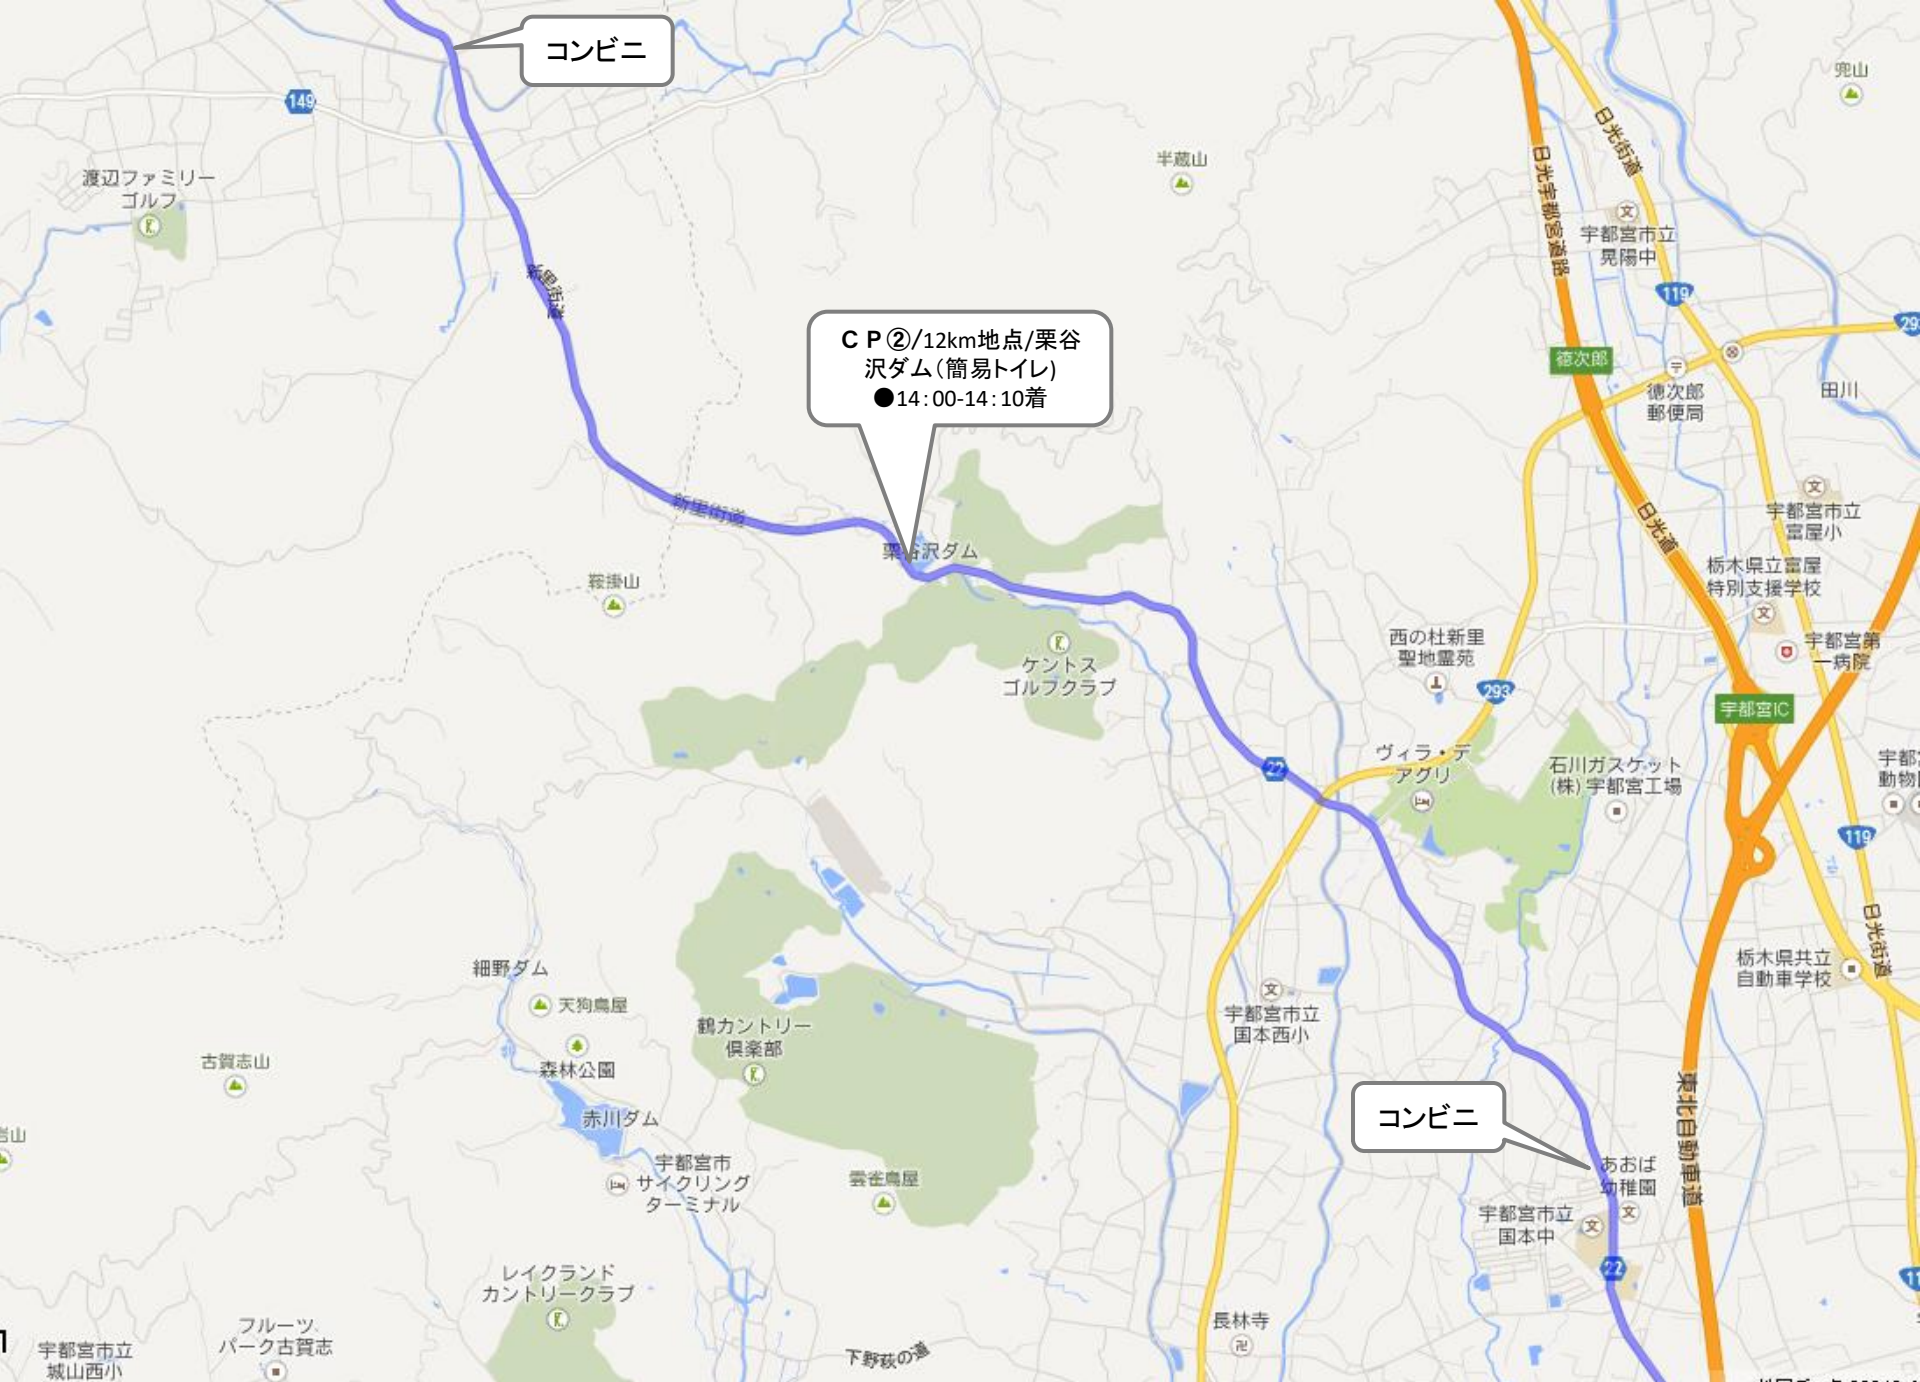 コンビニ
149
兜山
日光街道
半蔵山
日光宇都宮道路
渡辺ファミリー
ゴルフ
宇都宮市立
晃陽中
新里街道
119
29
CP②/12km地点/栗谷
沢ダム(簡易トイレ)
●14:00-14:10着
徳次郎
徳次郎
郵便局
田川
新里街道
日光道
宇都宮市立
富屋小
栗谷沢ダム
栃木県立富屋
特別支援学校
鞍掛山
西の杜新里
聖地霊苑
宇都宮第
一病院
ケントス
ゴルフクラブ
293
宇都宮IC
22
ヴィラ・デ
アグリ
石川ガスケット
(株)宇都宮工場
宇都
動物
119
日光街道
栃木県共立
自動車学校
細野ダム
天狗鳥屋
宇都宮市立
国本西小
鶴カントリー
倶楽部
古賀志山
森林公園
赤川ダム
コンビニ
東北自動車道
宇都宮市
サイクリング
ターミナル
雲雀鳥屋
あおば
幼稚園
宇都宮市立
国本中
22
レイクランド
カントリークラブ
長林寺
フルーツ
パーク古賀志
宇都宮市立
城山西小
下野萩の道